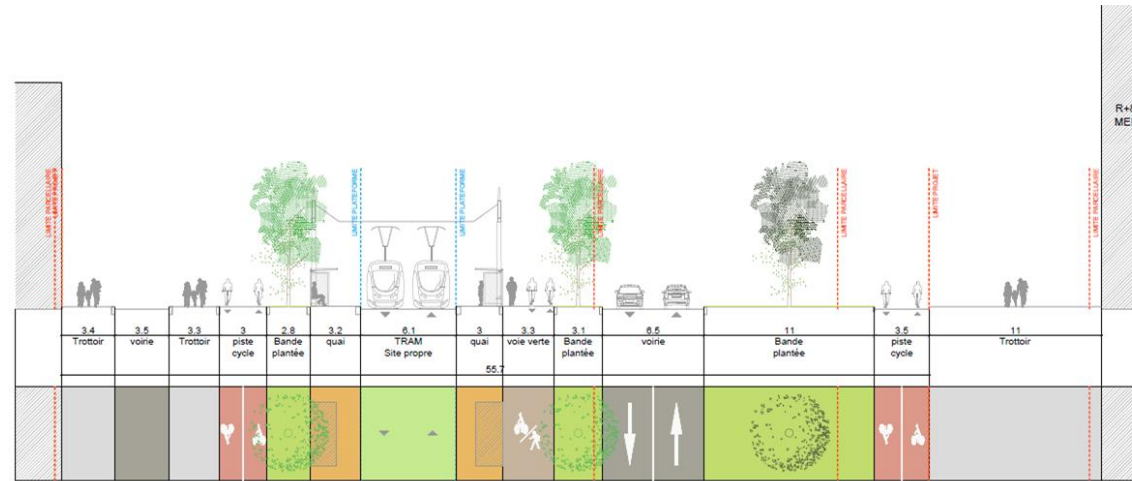 R+8
LIMITE PARCELLAIRE
LIMITE PROJET
LIMITE PLATEFORME
LIMITE PLATEFORME
LIMITE PARCELLAIRE
LIMITE PARCELLAIRE
LIMITE PROJET
LIMITE PARCELLAIRE
3.4 3.5 3.3 3 2.8 3.2 6.1 3 3.3 3.1 6.5 11 3.5 11
Trottoir voirie Trottoir piste Bande quai TRAM quai voie verte Bande voirie Bande piste Trottoir
cycle plantée Site propre plantée plantée cycle
55.7